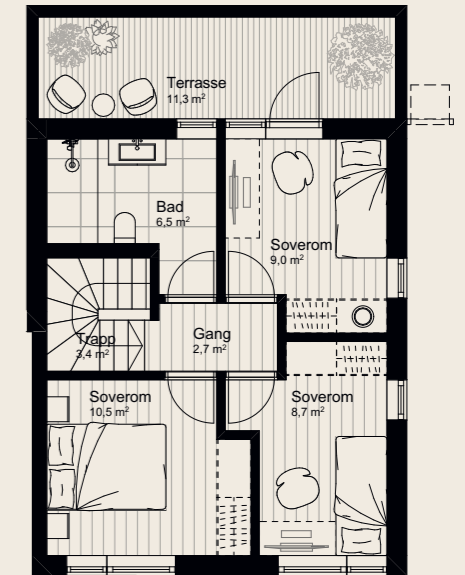 Terrasse
11,3 m²
Bad
6,5 m²
Soverom
9,0 m²
Trapp
3,4 m²
Gang
2,7 m²
Soverom
10,5 m²
Soverom
8,7 m²